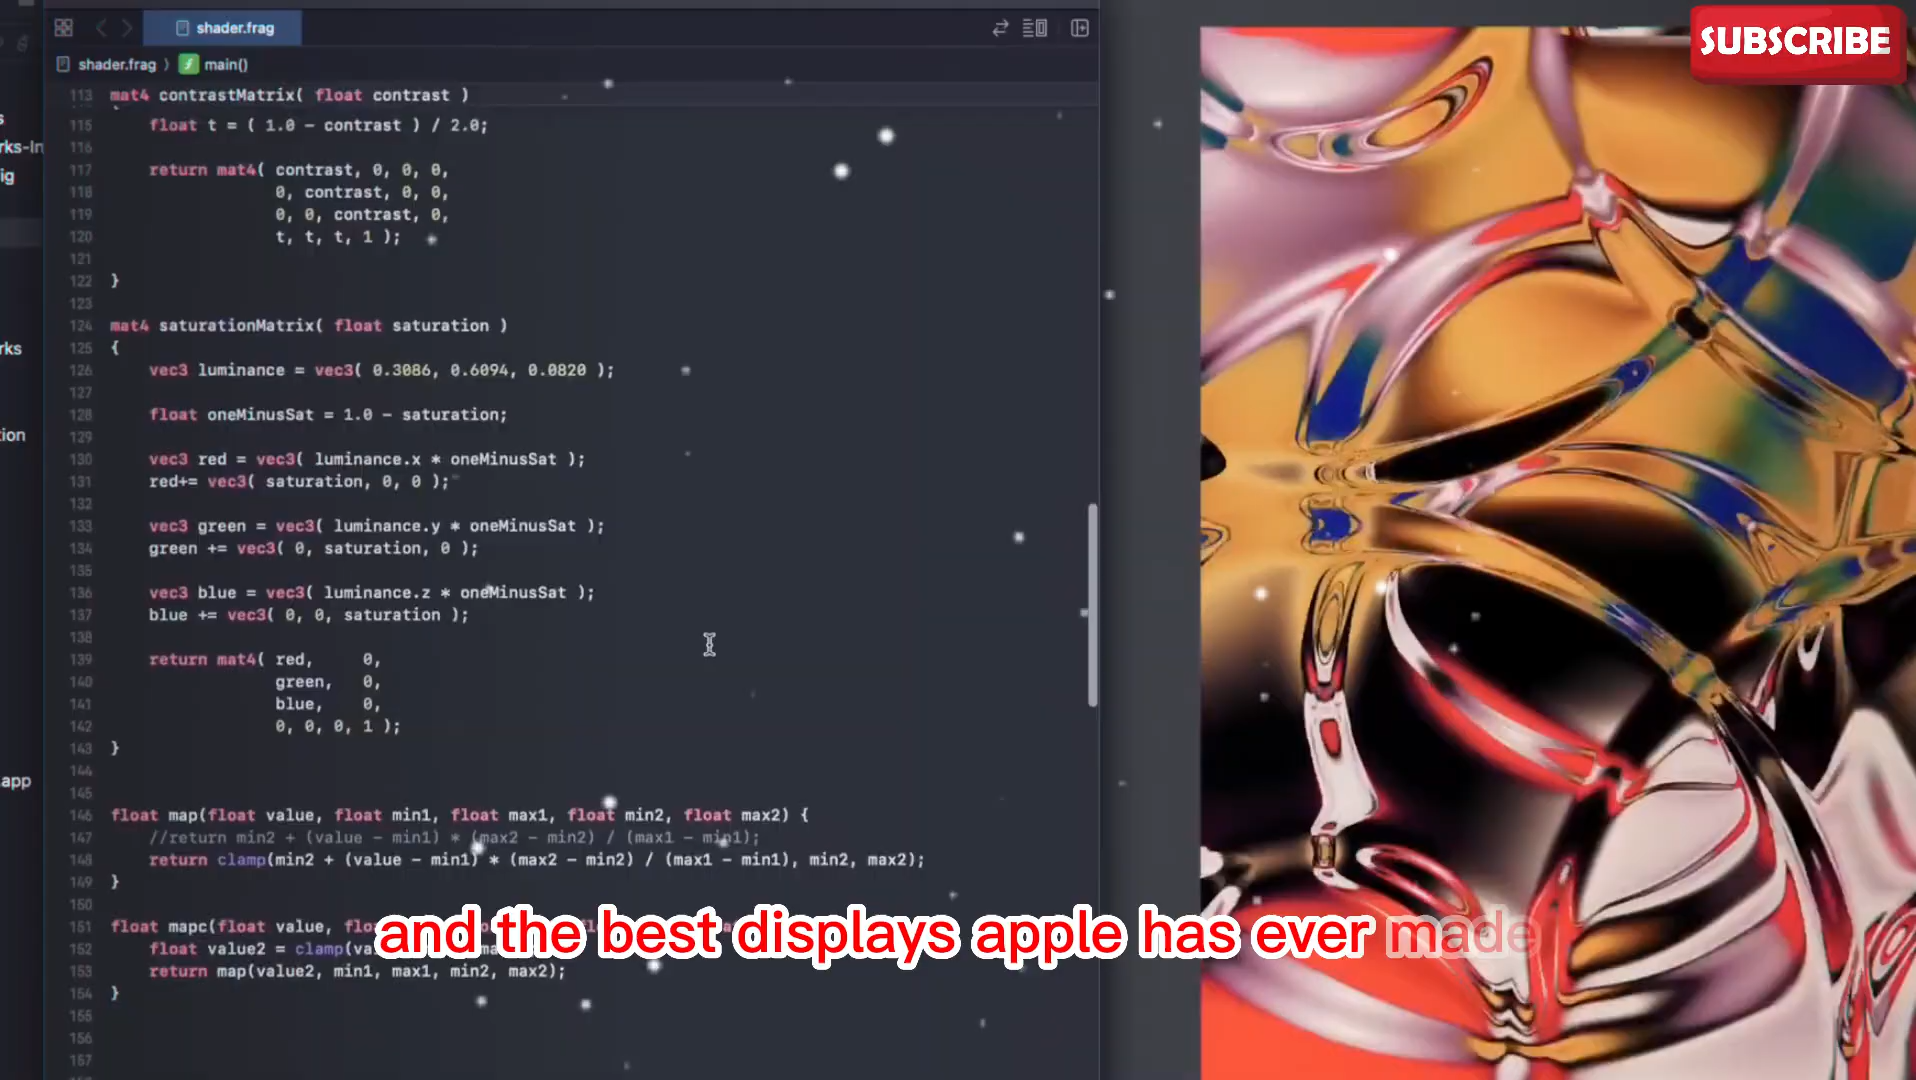 shader.frag
SUBSCRIBE
shader.frag
main()
113 mat4 contrastMatrix( float contrast )
115 float t = ( 1.0 - contrast ) / 2.0;
116
117 return mat4( contrast, 0, 0, 0,
118 0, contrast, 0, 0,
119 0, 0, contrast, 0,
120 t, t, t, 1 );
121
122 }
123
124 mat4 saturationMatrix( float saturation )
125 {
126 vec3 luminance = vec3( 0.3086, 0.6094, 0.0820 );
127
128 float oneMinusSat = 1.0 - saturation;
129
130 vec3 red = vec3( luminance.x * oneMinusSat );
131 red+= vec3( saturation, 0, 0 );
132
133 vec3 green = vec3( luminance.y * oneMinusSat );
134 green += vec3( 0, saturation, 0 );
135
136 vec3 blue = vec3( luminance.z * oneMinusSat );
137 blue += vec3( 0, 0, saturation );
138
139 return mat4( red, 0,
140 green, 0,
141 blue, 0,
142 0, 0, 0, 1 );
143 }
144
145
146 float map(float value, float min1, float max1, float min2, float max2) {
147 //return min2 + (value - min1) * (max2 - min2) / (max1 - min1);
148 return clamp(min2 + (value - min1) * (max2 - min2) / (max1 - min1), min2, max2);
149 }
150
151 float mapc(float value,
152 float value2 = clamp(
153 return map(value2, min1, max1, min2, max2);
154 }
155
156
157
and the best displays apple has ever made
rks-In
ig
rks
tion
.app